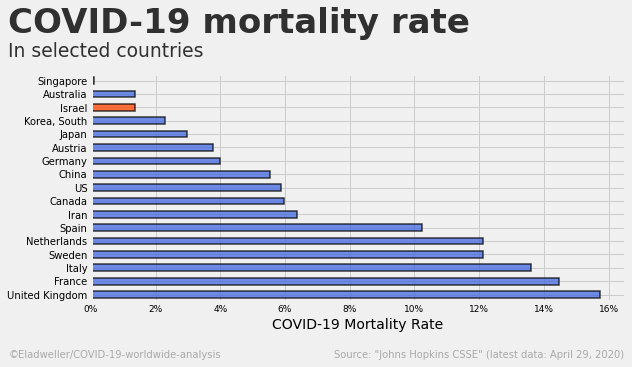 COVID-19 mortality rate
In selected countries
Singapore
Australia
Israel
Korea, South
Japan
Austria
Germany
China
US
Canada
Iran
Spain
Netherlands
Sweden
Italy
France
United Kingdom
0% 2% 4% 6% 8% 10% 12% 14% 16%
COVID-19 Mortality Rate
©Eladweller/COVID-19-worldwide-analysis Source: "Johns Hopkins CSSE" (latest data: April 29, 2020)